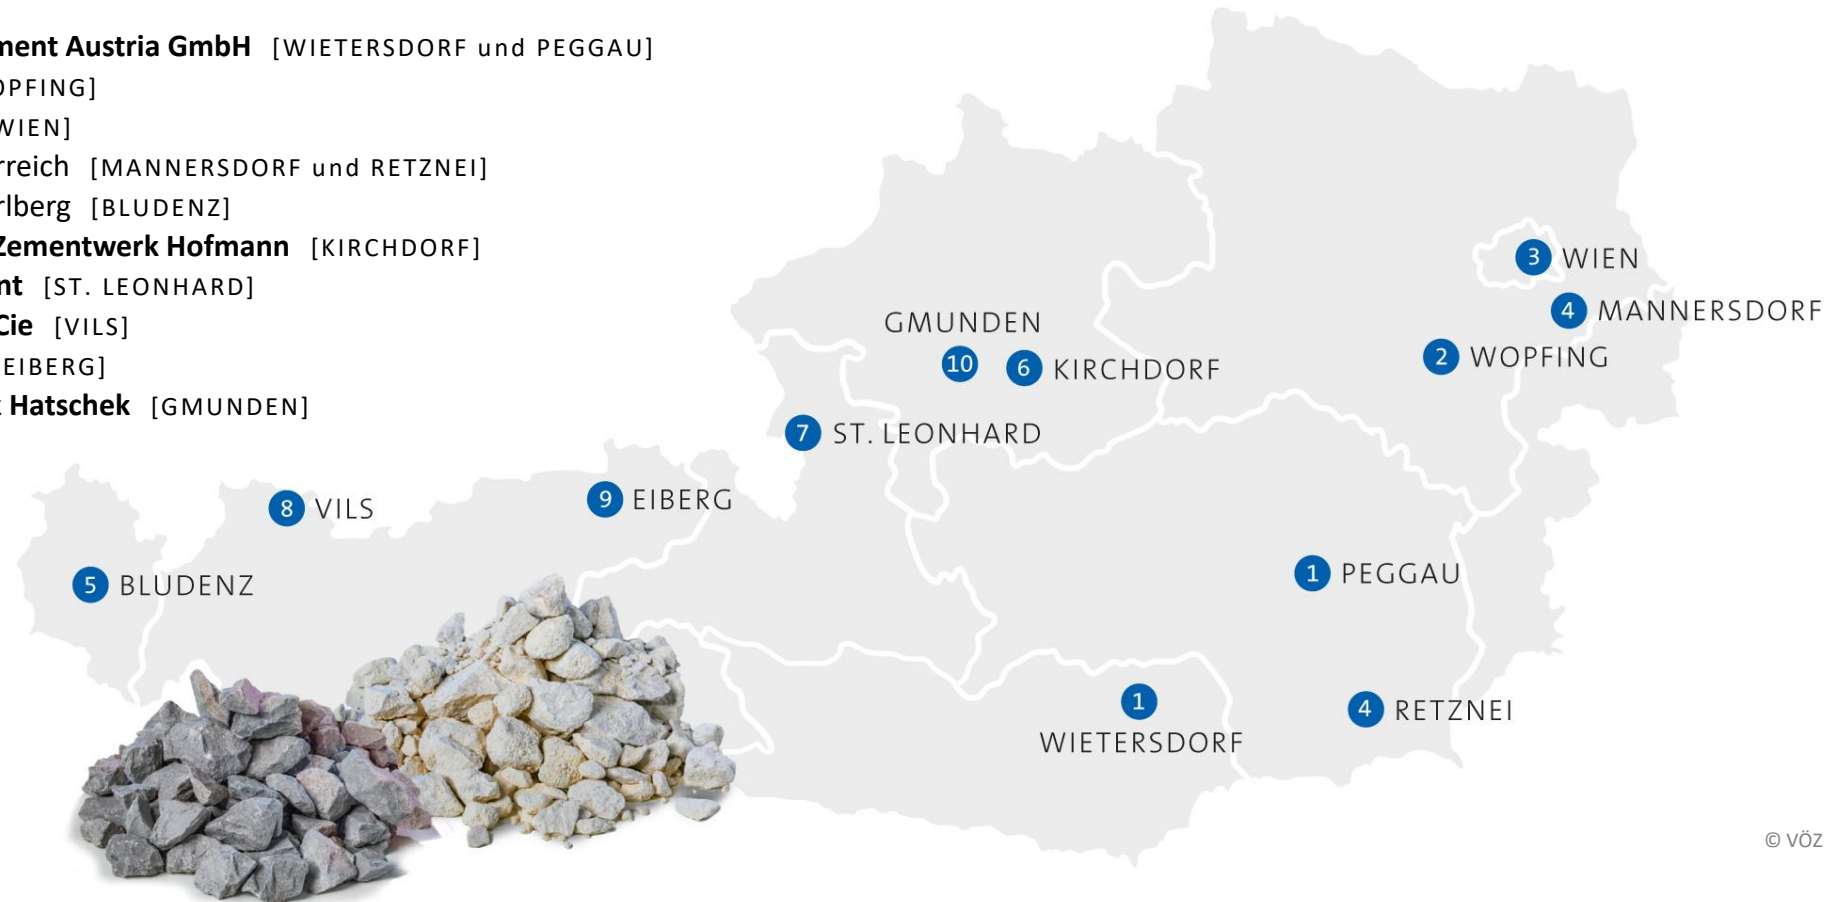 ment Austria GmbH [WIETERSDORF und PEGGAU]
OPFING]
WIEN]
rreich [MANNERSDORF und RETZNEI]
rlberg [BLUDENZ]
Zementwerk Hofmann [KIRCHDORF]
nt [ST. LEONHARD]
Cie [VILS]
EIBERG]
Hatschek [GMUNDEN]
3 WIEN
4 MANNERSDORF
GMUNDEN
10
6 KIRCHDORF
2 WOPFING
7 ST. LEONHARD
8 VILS
9 EIBERG
5 BLUDENZ
1 PEGGAU
1
WIETERSDORF
4 RETZNEI
© VÖZ